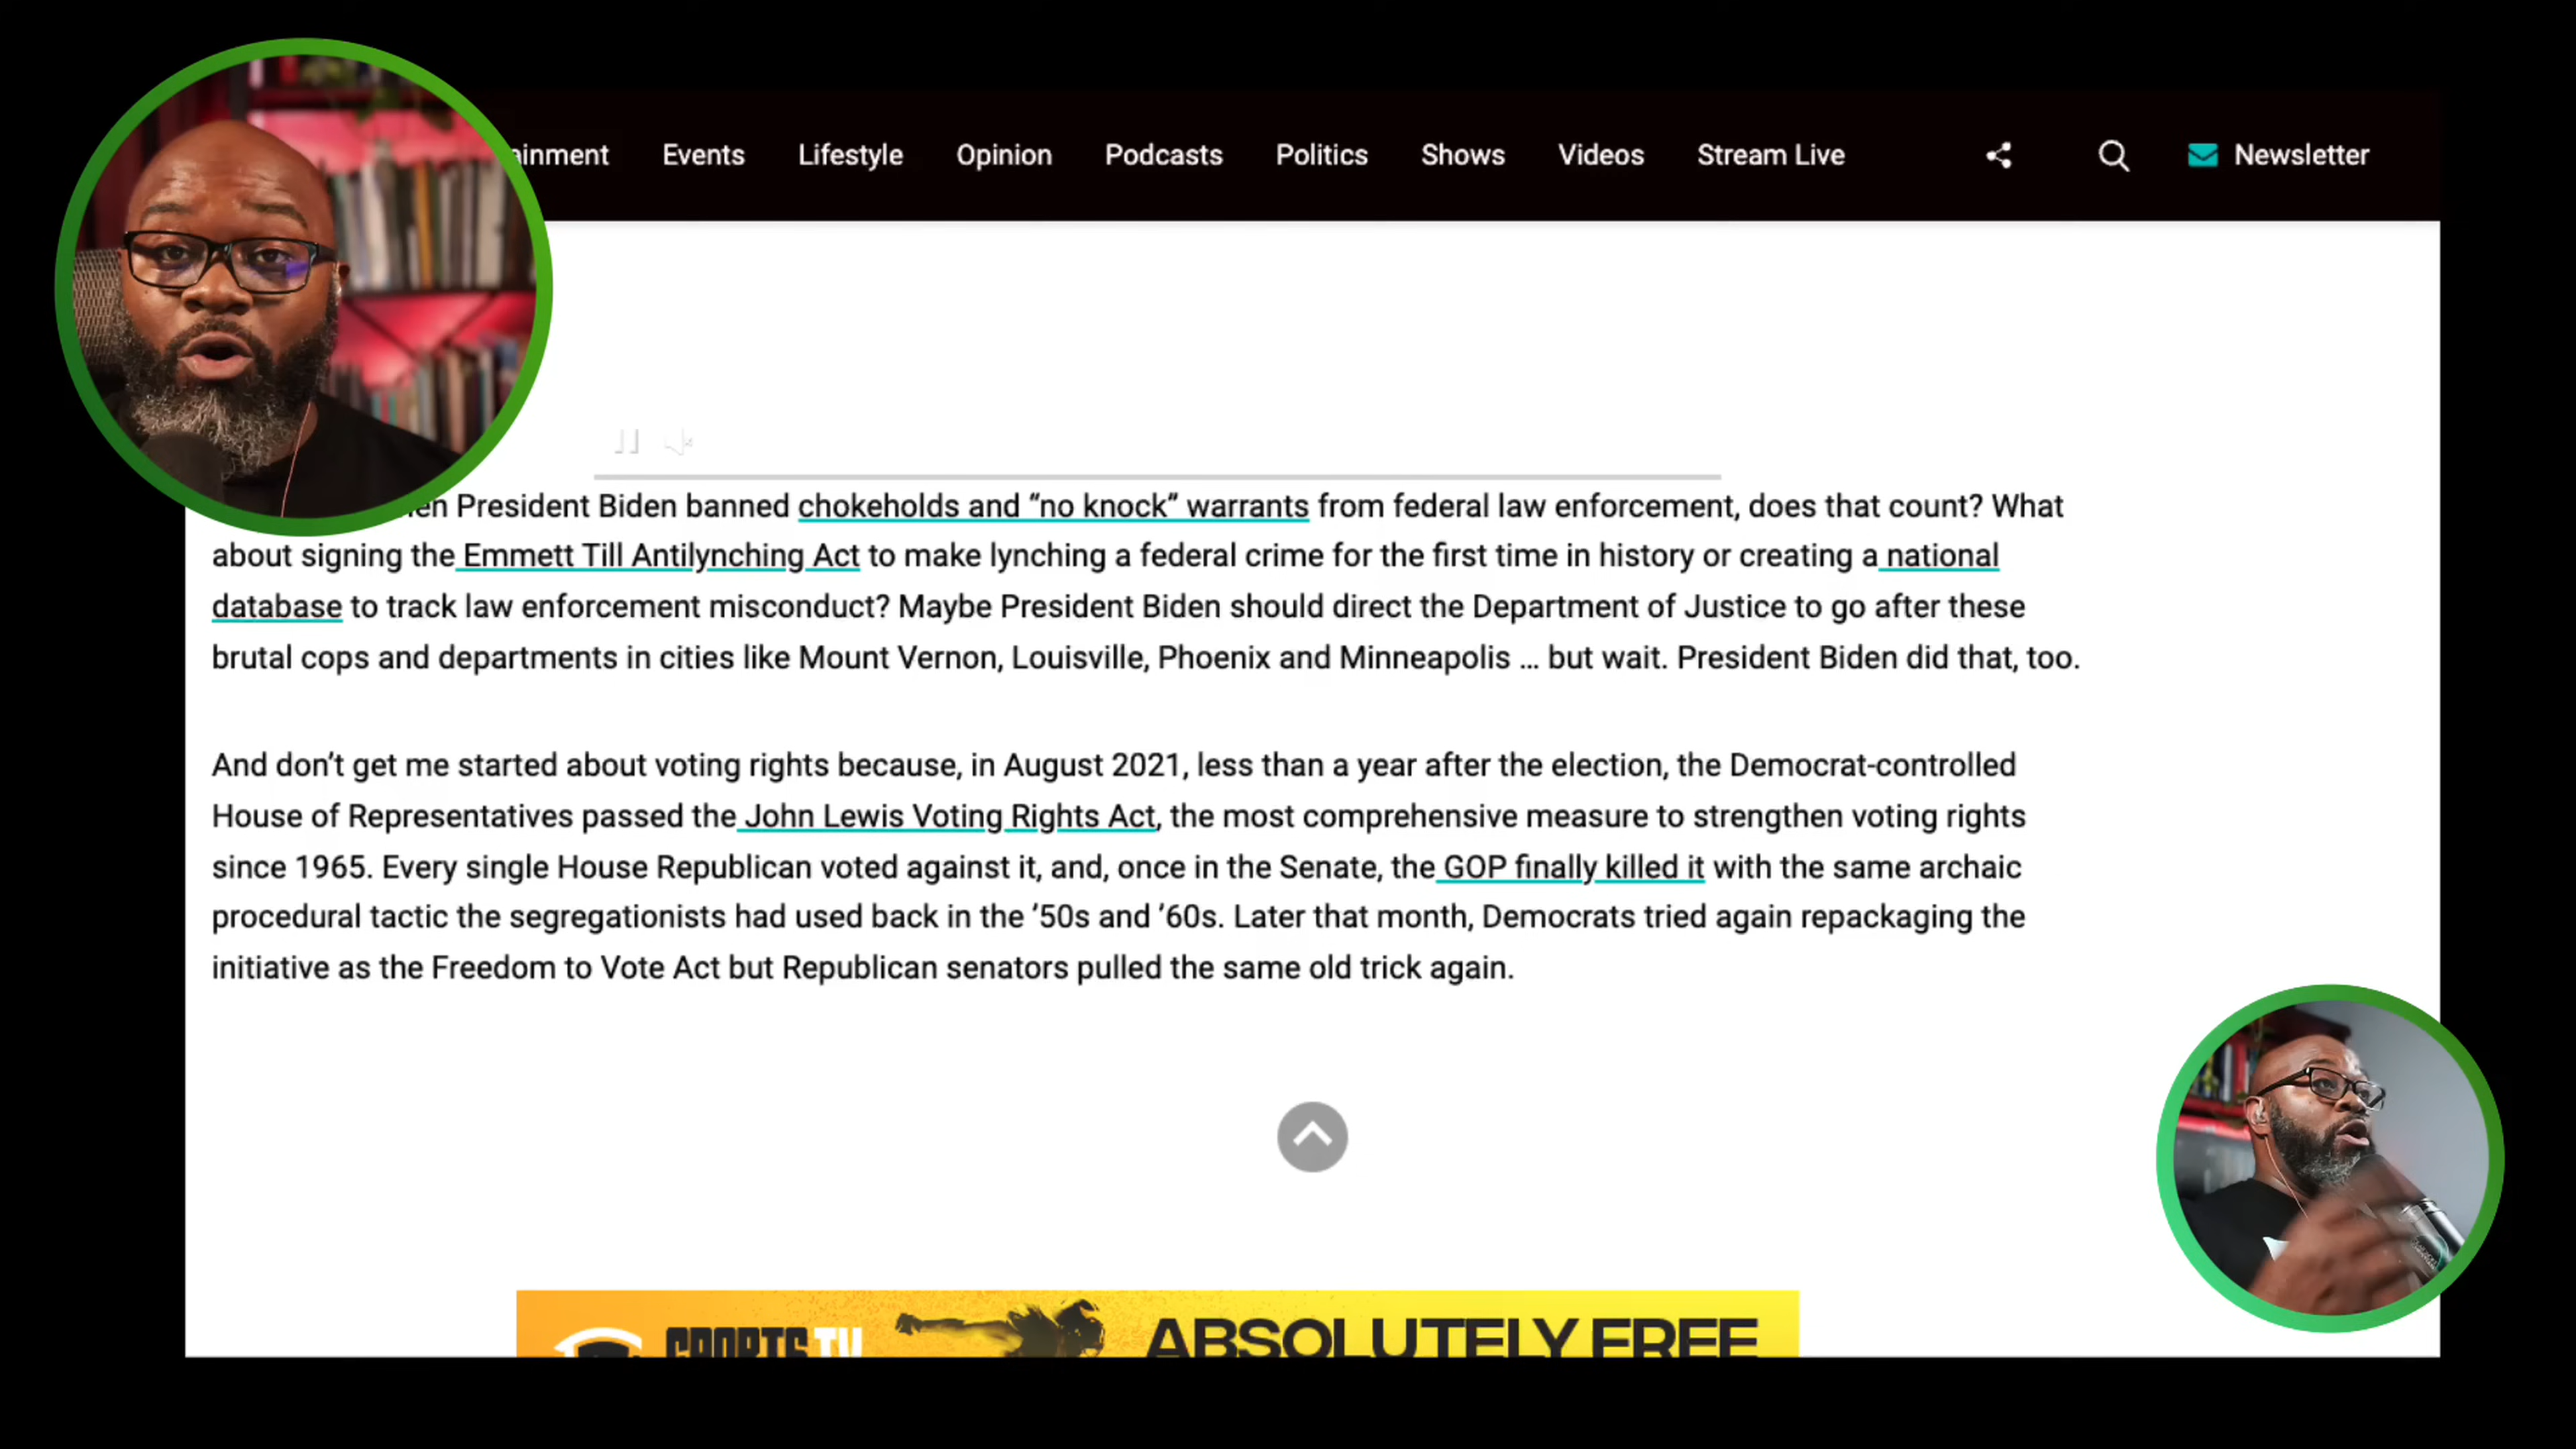 Events Lifestyle Opinion Podcasts Politics Shows Videos Stream Live Newsletter
President Biden banned chokeholds and “no knock” warrants from federal law enforcement, does that count? What
about signing the Emmett Till Antilynching Act to make lynching a federal crime for the first time in history or creating a national
database to track law enforcement misconduct? Maybe President Biden should direct the Department of Justice to go after these
brutal cops and departments in cities like Mount Vernon, Louisville, Phoenix and Minneapolis ... but wait. President Biden did that, too.
And don’t get me started about voting rights because, in August 2021, less than a year after the election, the Democrat-controlled
House of Representatives passed the John Lewis Voting Rights Act, the most comprehensive measure to strengthen voting rights
since 1965. Every single House Republican voted against it, and, once in the Senate, the GOP finally killed it with the same archaic
procedural tactic the segregationists had used back in the ’50s and ’60s. Later that month, Democrats tried again repackaging the
initiative as the Freedom to Vote Act but Republican senators pulled the same old trick again.
SPORTS.TV ABSOLUTELY FREE